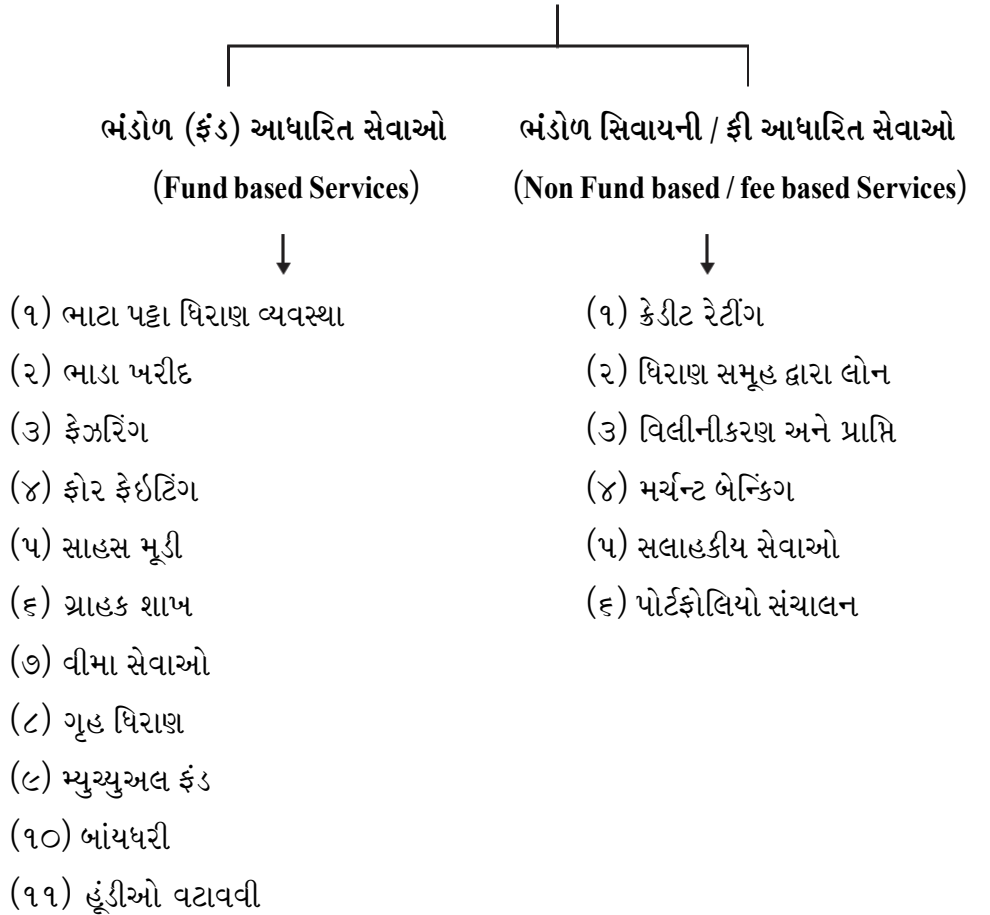 ભંડોળ (ફંડ) આધારિત સેવાઓ
(Fund based Services)
(૧) ભાટા પટ્ટા ધિરાણ વ્યવસ્થા
(૨) ભાડા ખરીદ
(૩) ફેઝરિંગ
(૪) ફોર ફેઇટિંગ
(૫) સાહસ મૂડી
(૬) ગ્રાહક શાખ
(૭) વીમા સેવાઓ
(૮) ગૃહ ધિરાણ
(૯) મ્યુચ્યુઅલ ફંડ
(૧૦) બાંયધરી
(૧૧) હૂંડીઓ વટાવવી
ભંડોળ સિવાયની / ફી આધારિત સેવાઓ
(Non Fund based / fee based Services)
(૧) ક્રેડીટ રેટીંગ
(૨) ધિરાણ સમૂહ દ્વારા લોન
(૩) વિલીનીકરણ અને પ્રાપ્તિ
(૪) મર્ચન્ટ બેન્કિંગ
(૫) સલાહકીય સેવાઓ
(૬) પોર્ટફોલિયો સંચાલન